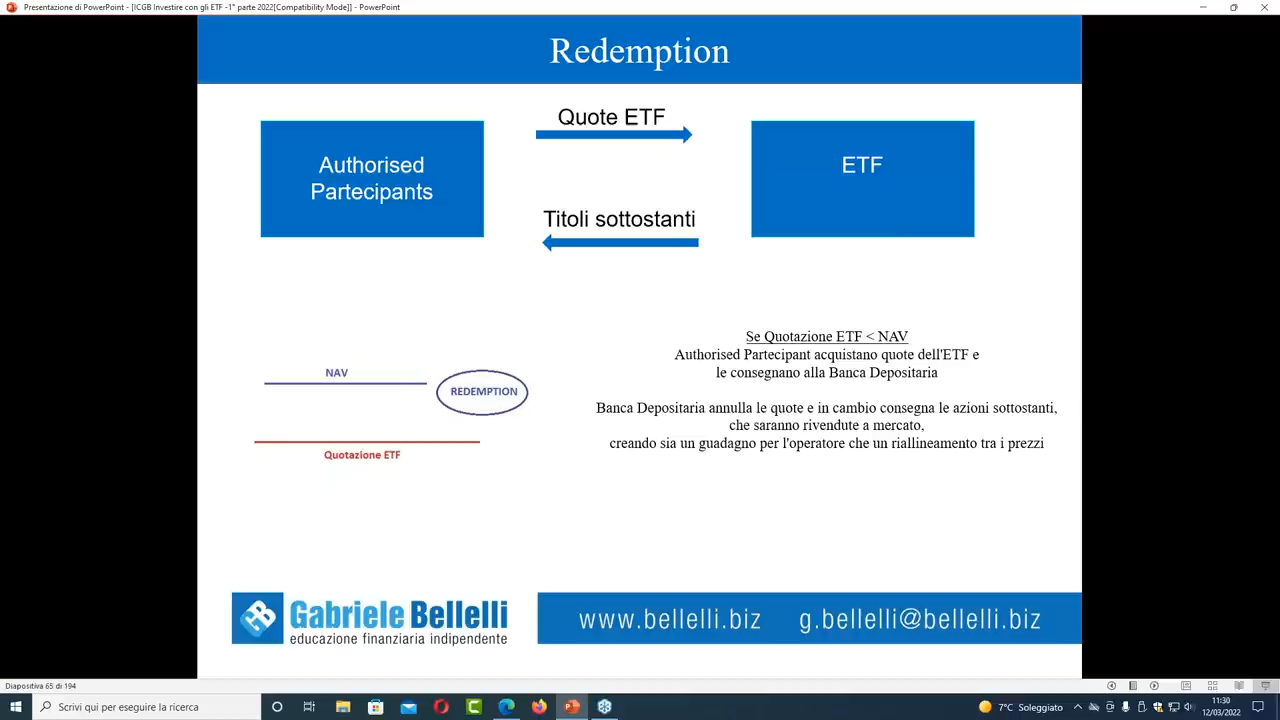 Presentazione di PowerPoint - [ICGB Investire con gli ETF -1° parte 2022[Compatibility Mode]] - PowerPoint
Redemption
Quote ETF
Authorised
Partecipants
ETF
Titoli sottostanti
Se Quotazione ETF < NAV
Authorised Partecipant acquistano quote dell'ETF e
le consegnano alla Banca Depositaria
NAV
REDEMPTION
Banca Depositaria annulla le quote e in cambio consegna le azioni sottostanti,
che saranno rivendute a mercato,
creando sia un guadagno per l'operatore che un riallineamento tra i prezzi
Quotazione ETF
Gabriele Bellelli
educazione finanziaria indipendente
www.bellelli.biz g.bellelli@bellelli.biz
Diapositiva 65 di 194
Scrivi qui per eseguire la ricerca
7°C Soleggiato
11:30
12/03/2022